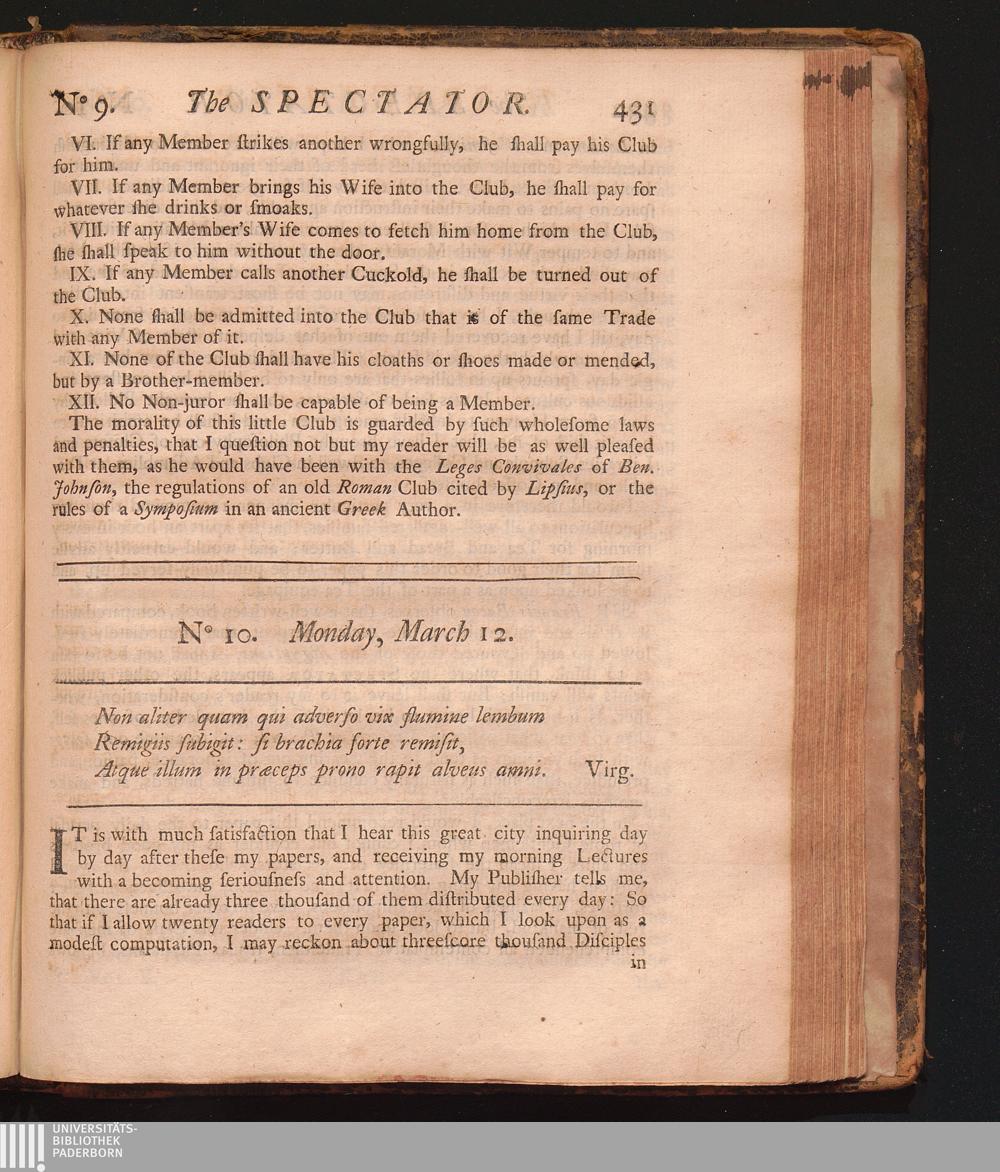 N° 9. The SPECTATOR. 431
VI. If any Member ſtrikes another wrongfully, he ſhall pay his Club
for him.
VII. If any Member brings his Wife into the Club, he ſhall pay for
whatever ſhe drinks or ſmoaks.
VIII. If any Member's Wife comes to fetch him home from the Club,
ſhe ſhall ſpeak to him without the door.
IX. If any Member calls another Cuckold, he ſhall be turned out of
the Club.
X. None ſhall be admitted into the Club that is of the ſame Trade
with any Member of it.
XI. None of the Club ſhall have his cloaths or ſhoes made or mended,
but by a Brother-member.
XII. No Non-juror ſhall be capable of being a Member.
The morality of this little Club is guarded by ſuch wholeſome laws
and penalties, that I queſtion not but my reader will be as well pleaſed
with them, as he would have been with the Leges Convivales of Ben.
Johnſon, the regulations of an old Roman Club cited by Lipſius, or the
rules of a Sympoſium in an ancient Greek Author.
N° 10. Monday, March 12.
Non aliter quam qui adverſo vix flumine lembum
Remigiis ſubigit: ſi brachia forte remiſit,
Atque illum in præceps prono rapit alveus amni. Virg.
IT is with much ſatisfaction that I hear this great city inquiring day
by day after theſe my papers, and receiving my morning Lectures
with a becoming ſeriouſneſs and attention. My Publiſher tells me,
that there are already three thouſand of them diſtributed every day: So
that if I allow twenty readers to every paper, which I look upon as a
modeſt computation, I may reckon about threeſcore thouſand Diſciples
in
UNIVERSITÄTS-
BIBLIOTHEK
PADERBORN